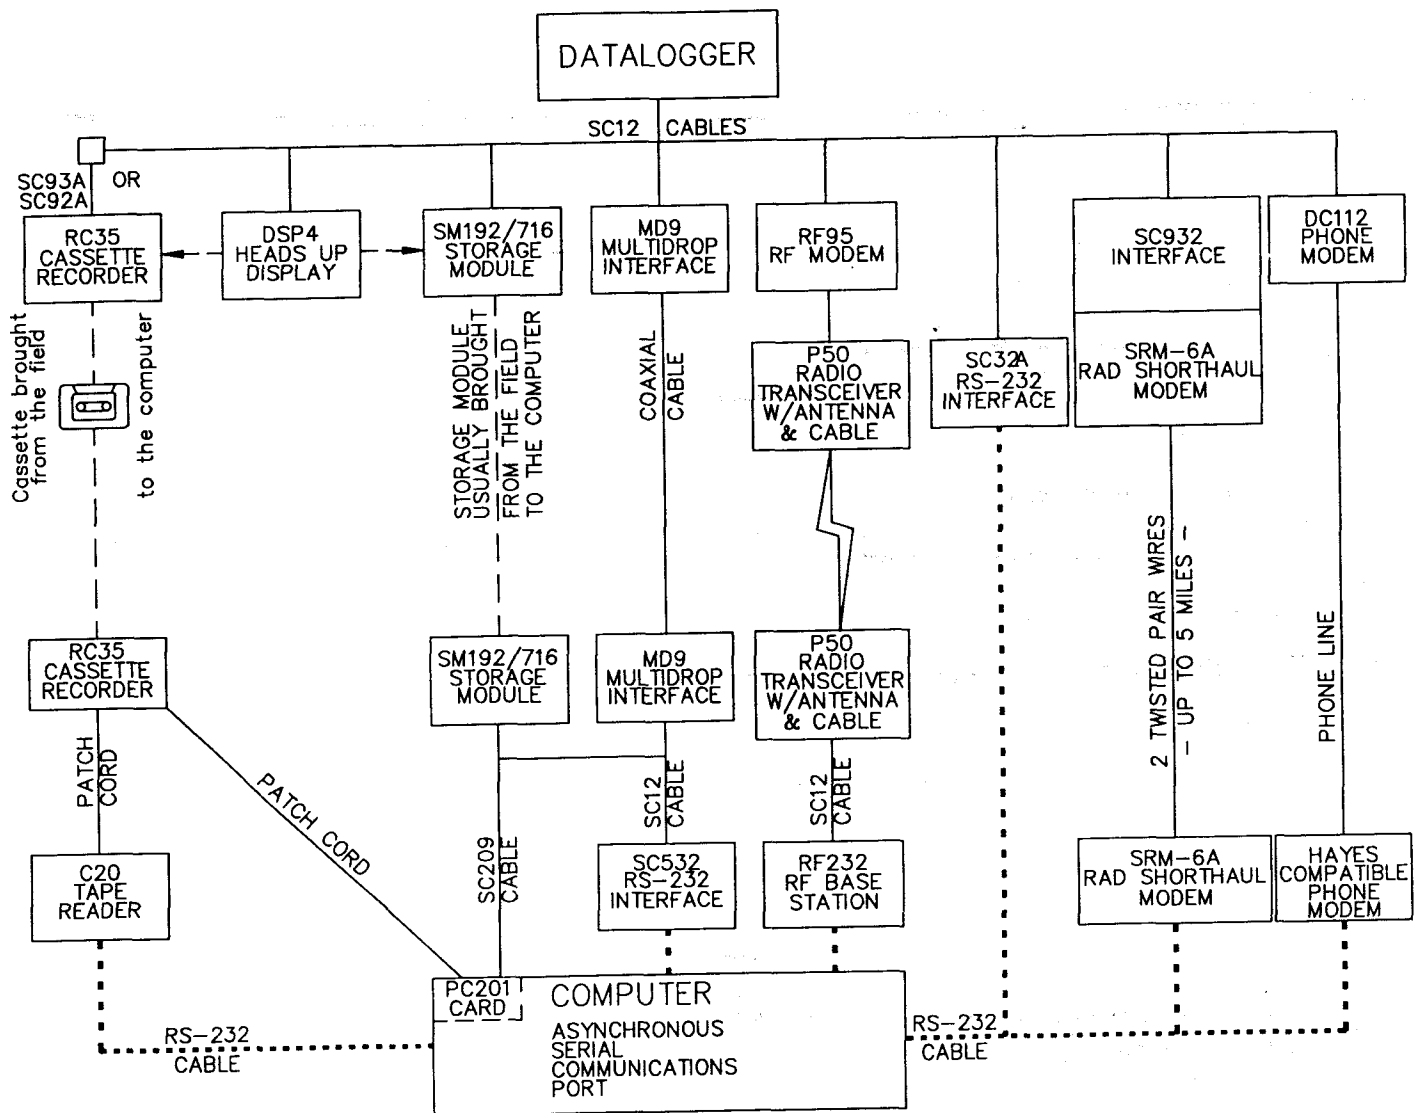 DATALOGGER
SC12 CABLES
SC93A OR
SC92A
RC35
CASSETTE
RECORDER
DSP4
HEADS UP
DISPLAY
SM192/716
STORAGE
MODULE
MD9
MULTIDROP
INTERFACE
RF95
RF MODEM
SC932
INTERFACE
DC112
PHONE
MODEM
Cassette brought
from the field
to the computer
STORAGE MODULE
USUALLY BROUGHT
FROM THE FIELD
TO THE COMPUTER
COAXIAL
CABLE
P50
RADIO
TRANSCEIVER
W/ANTENNA
& CABLE
SC32A
RS-232
INTERFACE
SRM-6A
RAD SHORTHAUL
MODEM
2 TWISTED PAIR WIRES
- UP TO 5 MILES -
PHONE LINE
RC35
CASSETTE
RECORDER
SM192/716
STORAGE
MODULE
MD9
MULTIDROP
INTERFACE
P50
RADIO
TRANSCEIVER
W/ANTENNA
& CABLE
PATCH
CORD
PATCH CORD
SC209
CABLE
SC12
CABLE
SC12
CABLE
C20
TAPE
READER
SC532
RS-232
INTERFACE
RF232
RF BASE
STATION
SRM-6A
RAD SHORTHAUL
MODEM
HAYES
COMPATIBLE
PHONE
MODEM
PC201
CARD
COMPUTER
ASYNCHRONOUS
SERIAL
COMMUNICATIONS
PORT
RS-232
CABLE
RS-232
CABLE